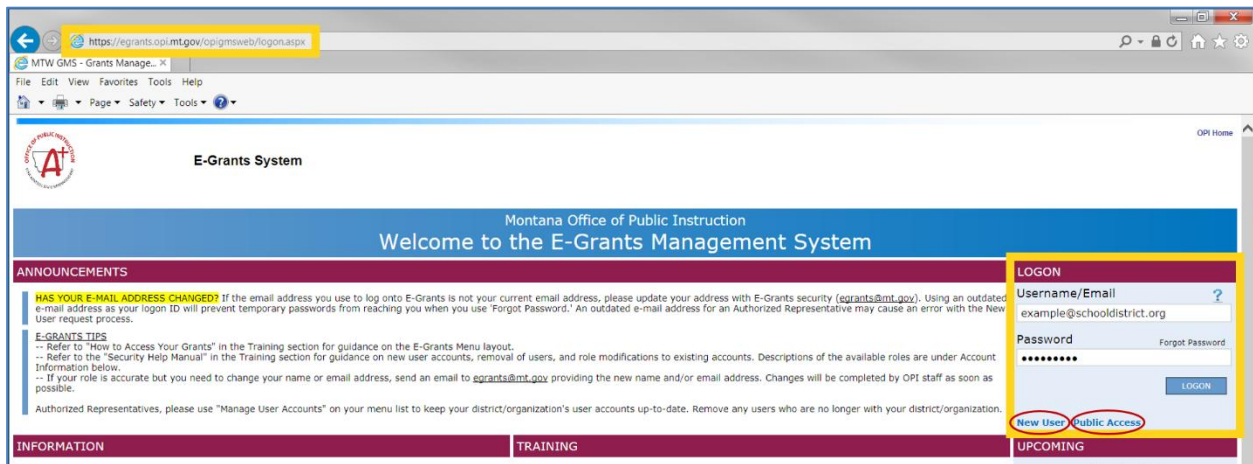 https://egrants.opi.mt.gov/opigmsweb/logon.aspx
MTW GMS - Grants Manage...
File Edit View Favorites Tools Help
Page Safety Tools
OPI Home
OFFICE OF PUBLIC INSTRUCTION
A+
E-Grants System
Montana Office of Public Instruction
Welcome to the E-Grants Management System
ANNOUNCEMENTS
HAS YOUR E-MAIL ADDRESS CHANGED? If the email address you use to log onto E-Grants is not your current email address, please update your address with E-Grants security (egrants@mt.gov). Using an outdated
e-mail address as your logon ID will prevent temporary passwords from reaching you when you use 'Forgot Password.' An outdated e-mail address for an Authorized Representative may cause an error with the New
User request process.
E-GRANTS TIPS
-- Refer to "How to Access Your Grants" in the Training section for guidance on the E-Grants Menu layout.
-- Refer to the "Security Help Manual" in the Training section for guidance on new user accounts, removal of users, and role modifications to existing accounts. Descriptions of the available roles are under Account
Information below.
-- If your role is accurate but you need to change your name or email address, send an email to egrants@mt.gov providing the new name and/or email address. Changes will be completed by OPI staff as soon as
possible.
Authorized Representatives, please use "Manage User Accounts" on your menu list to keep your district/organization's user accounts up-to-date. Remove any users who are no longer with your district/organization.
LOGON
Username/Email ?
example@schooldistrict.org
Password Forgot Password
•••••••••
LOGON
New User Public Access
INFORMATION
TRAINING
UPCOMING